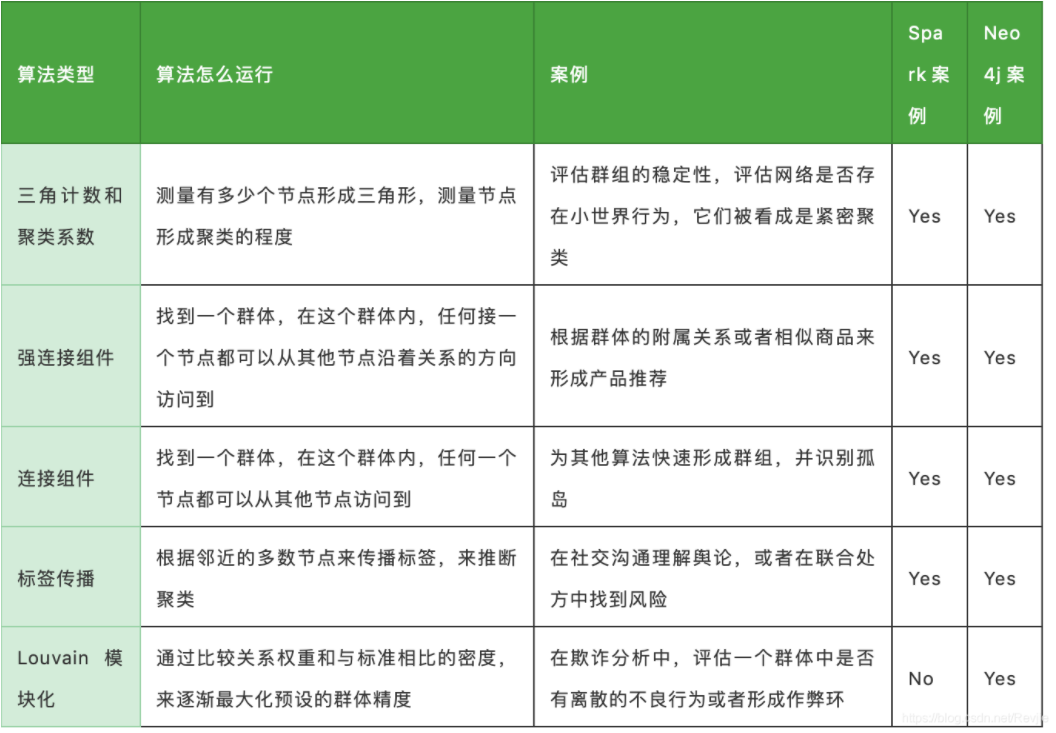 算法类型
算法怎么运行
案例
Spa
rk 案
例
Neo
4j 案
例
三角计数和
聚类系数
测量有多少个节点形成三角形，测量节点
形成聚类的程度
评估群组的稳定性，评估网络是否存
在小世界行为，它们被看成是紧密聚
类
Yes
Yes
强连接组件
找到一个群体，在这个群体内，任何接一
个节点都可以从其他节点沿着关系的方向
访问到
根据群体的附属关系或者相似商品来
形成产品推荐
Yes
Yes
连接组件
找到一个群体，在这个群体内，任何一个
节点都可以从其他节点访问到
为其他算法快速形成群组，并识别孤
岛
Yes
Yes
标签传播
根据邻近的多数节点来传播标签，来推断
聚类
在社交沟通理解舆论，或者在联合处
方中找到风险
Yes
Yes
Louvain 模
块化
通过比较关系权重和与标准相比的密度，
来逐渐最大化预设的群体精度
在欺诈分析中，评估一个群体中是否
有离散的不良行为或者形成作弊环
No
Yes